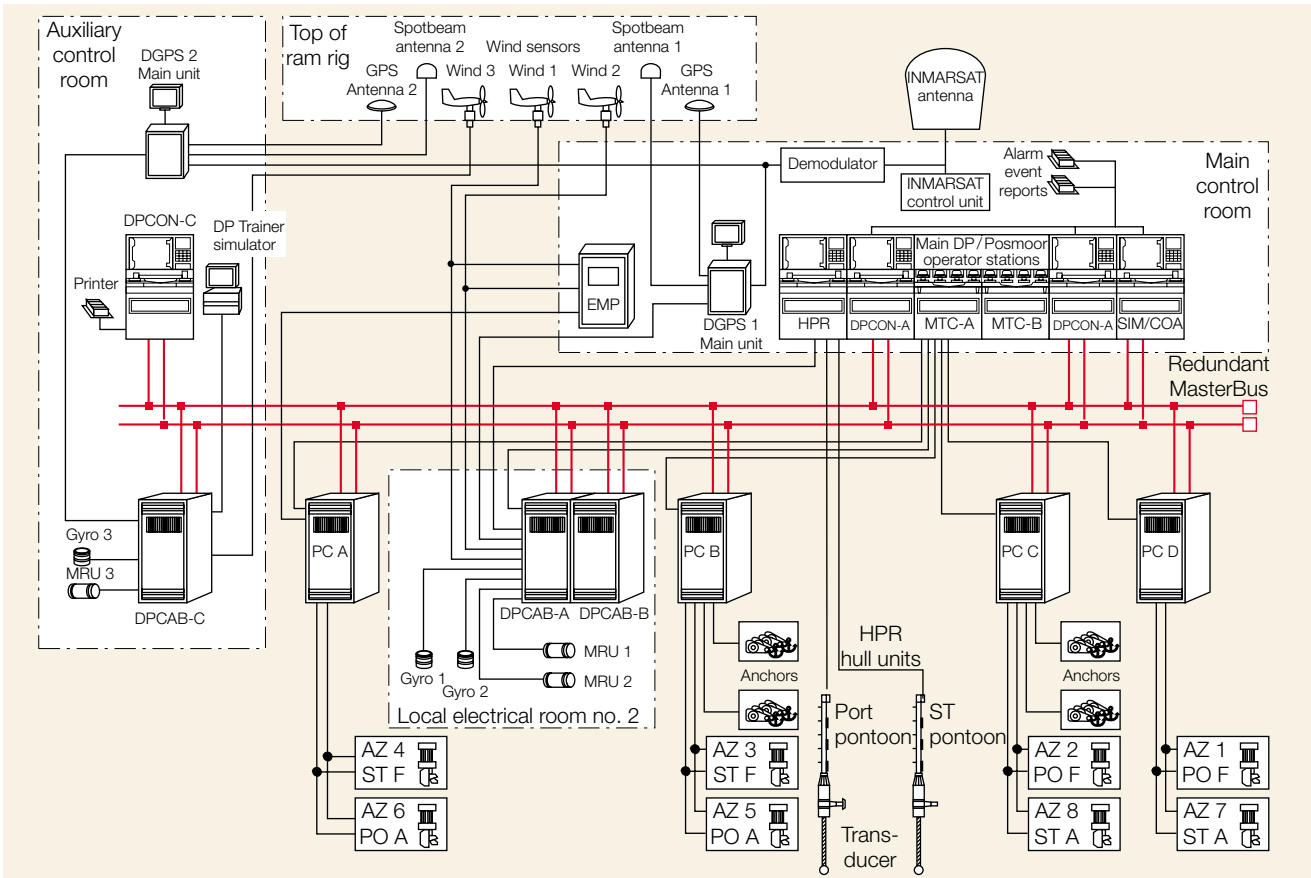 Auxiliary
control
room
DGPS 2
Main unit
DPCON-C
DP Trainer
simulator
Printer
Gyro 3
MRU 3
DPCAB-C
Top of
ram rig
Spotbeam
antenna 2
Wind sensors
Spotbeam
antenna 1
GPS
Antenna 2
Wind 3
Wind 1
Wind 2
GPS
Antenna 1
INMARSAT
antenna
Demodulator
INMARSAT
control unit
Alarm
event
reports
Main
control
room
EMP
DGPS 1
Main unit
Main DP/Posmoor
operator stations
HPR
DPCON-A
MTC-A
MTC-B
DPCON-A
SIM/COA
Redundant
MasterBus
PC A
DPCAB-A
DPCAB-B
PC B
PC C
PC D
Gyro 1
Gyro 2
MRU 1
MRU 2
Local electrical room no. 2
Anchors
HPR
hull units
Anchors
Port
pontoon
ST
pontoon
Trans-
ducer
AZ 4
ST F
AZ 6
PO A
AZ 3
ST F
AZ 5
PO A
AZ 2
PO F
AZ 8
ST A
AZ 1
PO F
AZ 7
ST A